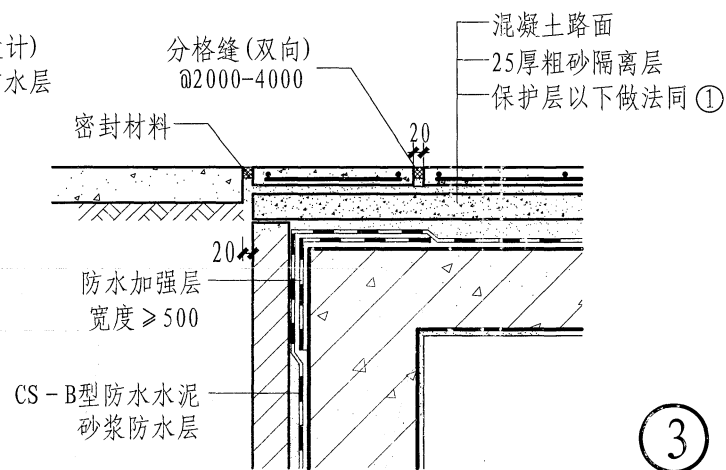 计)
水层
分格缝(双向)
@2000-4000
混凝土路面
25厚粗砂隔离层
保护层以下做法同①
密封材料
20
20
防水加强层
宽度≥500
CS-B型防水水泥
砂浆防水层
3